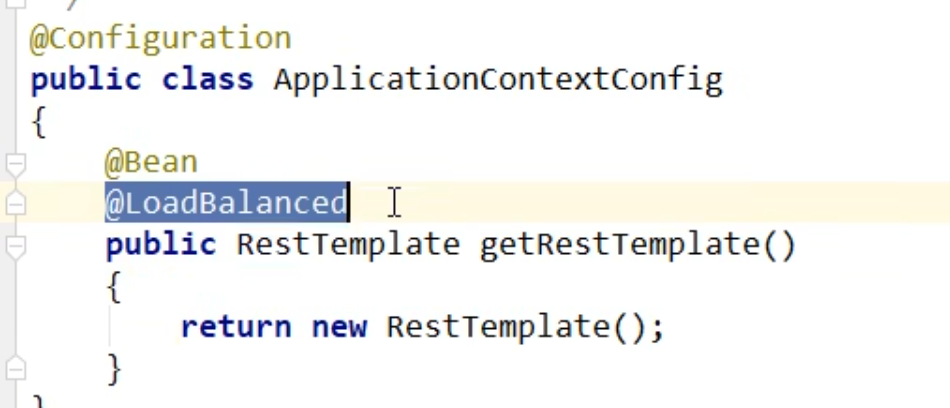 /
@Configuration
public class ApplicationContextConfig
{
    @Bean
    @LoadBalanced
    public RestTemplate getRestTemplate()
    {
        return new RestTemplate();
    }
}